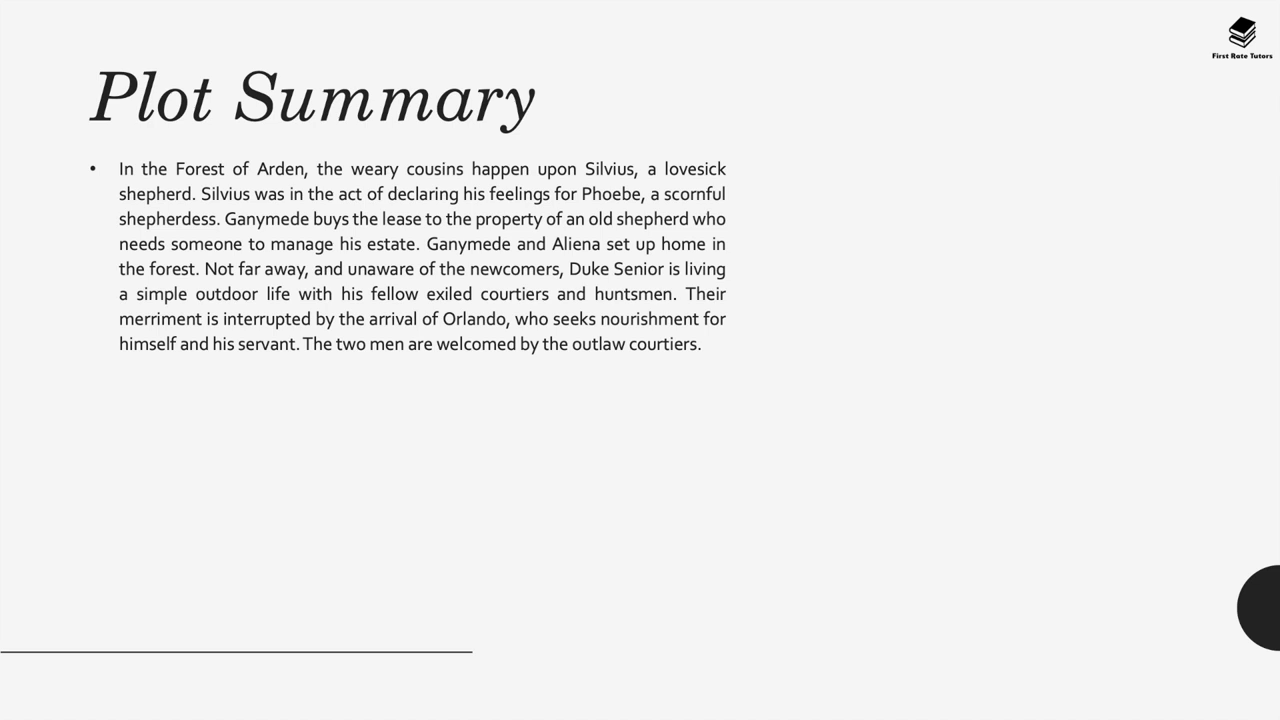 First Rate Tutors
Plot Summary
• In the Forest of Arden, the weary cousins happen upon Silvius, a lovesick
shepherd. Silvius was in the act of declaring his feelings for Phoebe, a scornful
shepherdess. Ganymede buys the lease to the property of an old shepherd who
needs someone to manage his estate. Ganymede and Aliena set up home in
the forest. Not far away, and unaware of the newcomers, Duke Senior is living
a simple outdoor life with his fellow exiled courtiers and huntsmen. Their
merriment is interrupted by the arrival of Orlando, who seeks nourishment for
himself and his servant. The two men are welcomed by the outlaw courtiers.